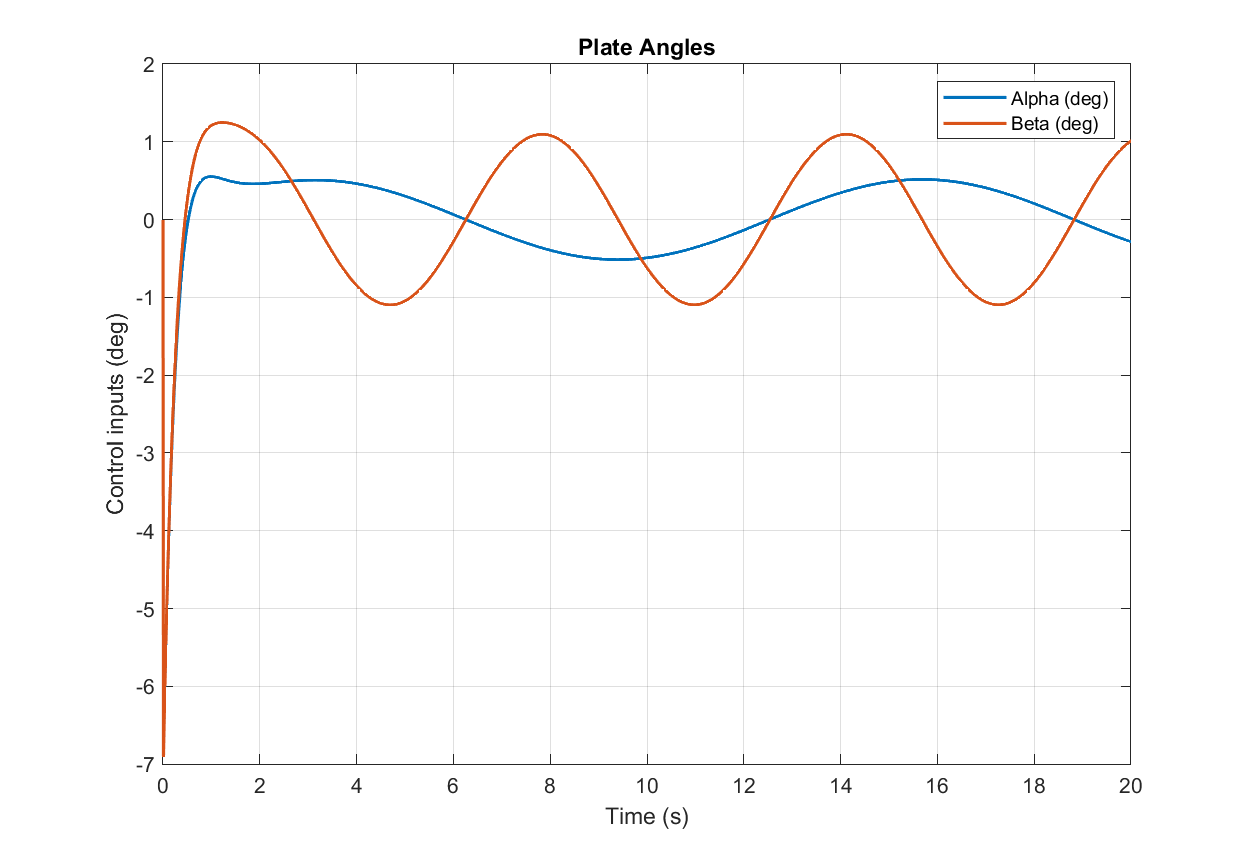 Plate Angles
Alpha (deg)
Beta (deg)
Control inputs (deg)
2
1
0
-1
-2
-3
-4
-5
-6
-7
0 2 4 6 8 10 12 14 16 18 20
Time (s)